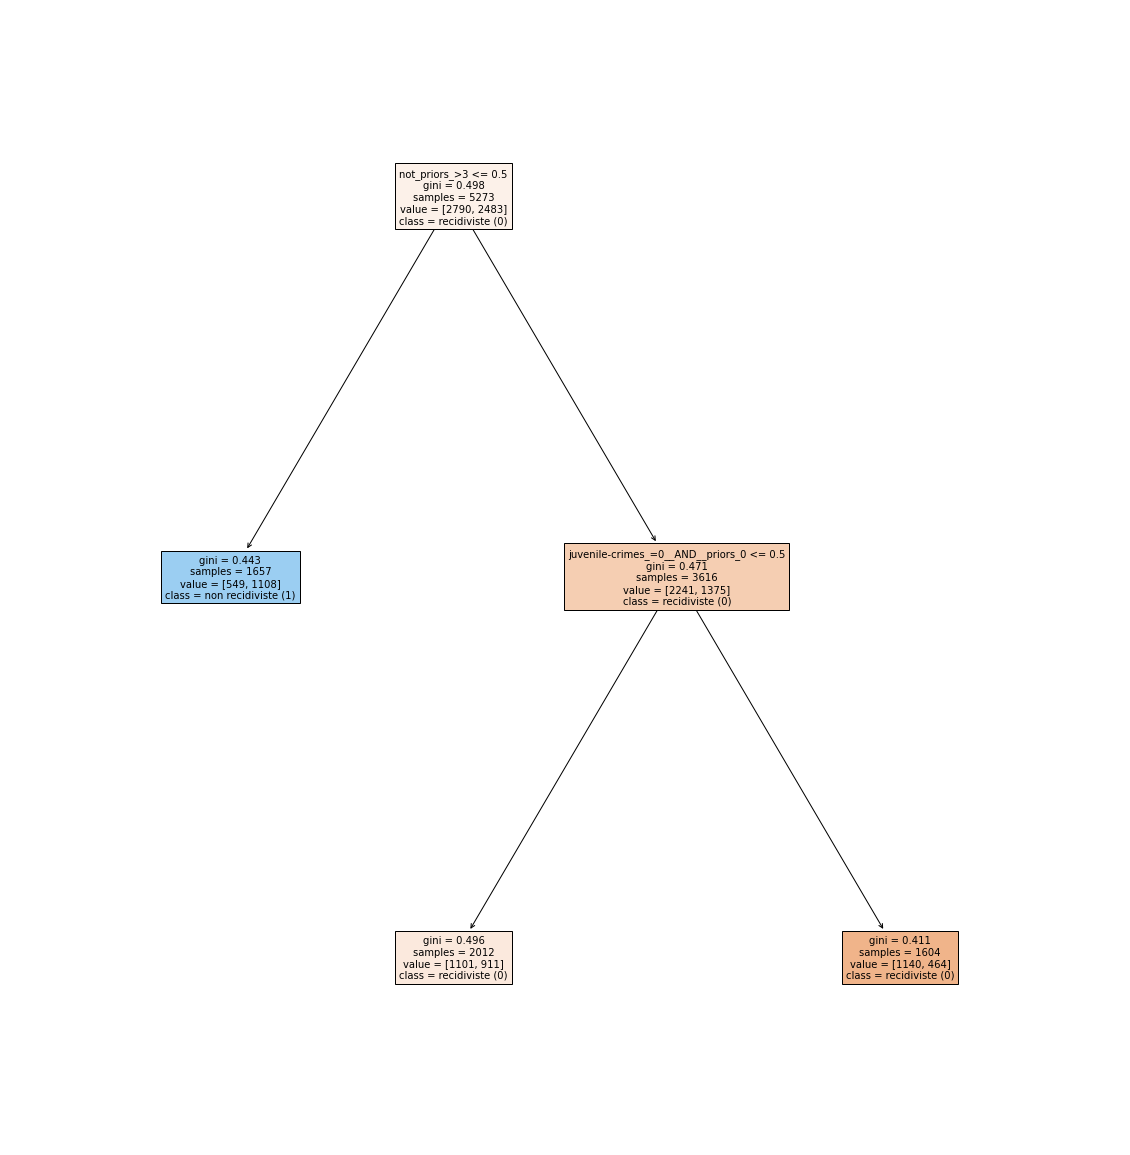 not_priors_>3 <= 0.5
gini = 0.498
samples = 5273
value = [2790, 2483]
class = recidiviste (0)
gini = 0.443
samples = 1657
value = [549, 1108]
class = non recidiviste (1)
juvenile-crimes_=0__AND__priors_0 <= 0.5
gini = 0.471
samples = 3616
value = [2241, 1375]
class = recidiviste (0)
gini = 0.496
samples = 2012
value = [1101, 911]
class = recidiviste (0)
gini = 0.411
samples = 1604
value = [1140, 464]
class = recidiviste (0)